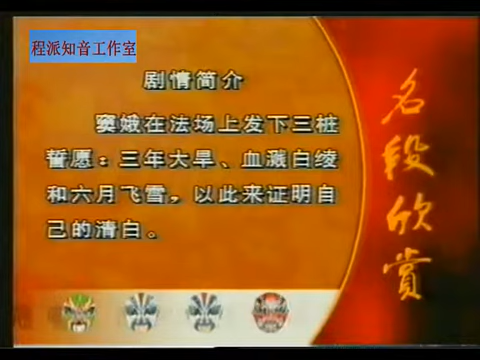 程派知音工作室
剧情简介
窦娥在法场上发下三桩
誓愿：三年大旱、血溅白绫
和六月飞雪，以此来证明自
己的清白。
名段欣赏